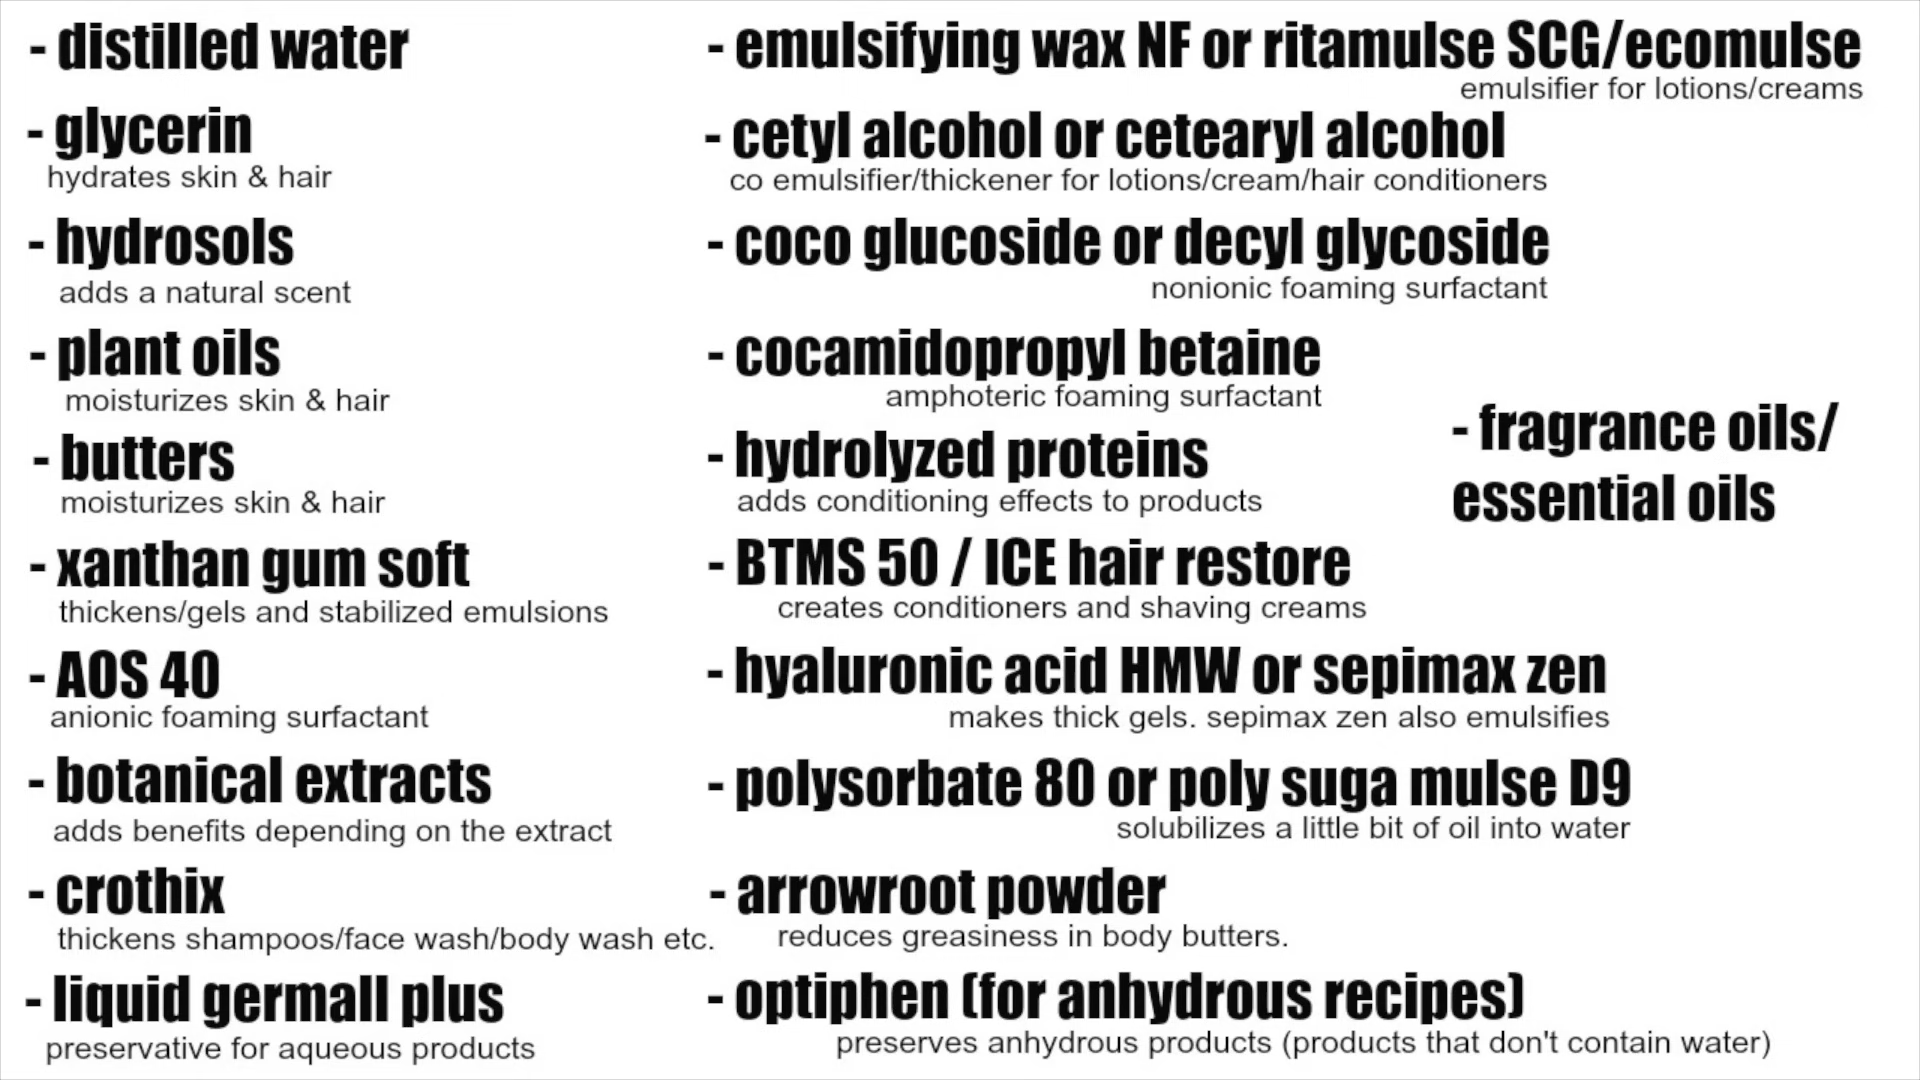 - distilled water
- glycerin
hydrates skin & hair
- hydrosols
adds a natural scent
- plant oils
moisturizes skin & hair
- butters
moisturizes skin & hair
- xanthan gum soft
thickens/gels and stabilized emulsions
- AOS 40
anionic foaming surfactant
- botanical extracts
adds benefits depending on the extract
- crothix
thickens shampoos/face wash/body wash etc.
- liquid germall plus
preservative for aqueous products
- emulsifying wax NF or ritamulse SCG/ecomulse
emulsifier for lotions/creams
- cetyl alcohol or cetearyl alcohol
co emulsifier/thickener for lotions/cream/hair conditioners
- coco glucoside or decyl glycoside
nonionic foaming surfactant
- cocamidopropyl betaine
amphoteric foaming surfactant
- hydrolyzed proteins
adds conditioning effects to products
- BTMS 50 / ICE hair restore
creates conditioners and shaving creams
- hyaluronic acid HMW or sepimax zen
makes thick gels. sepimax zen also emulsifies
- polysorbate 80 or poly suga mulse D9
solubilizes a little bit of oil into water
- arrowroot powder
reduces greasiness in body butters.
- optiphen (for anhydrous recipes)
preserves anhydrous products (products that don't contain water)
- fragrance oils/
essential oils